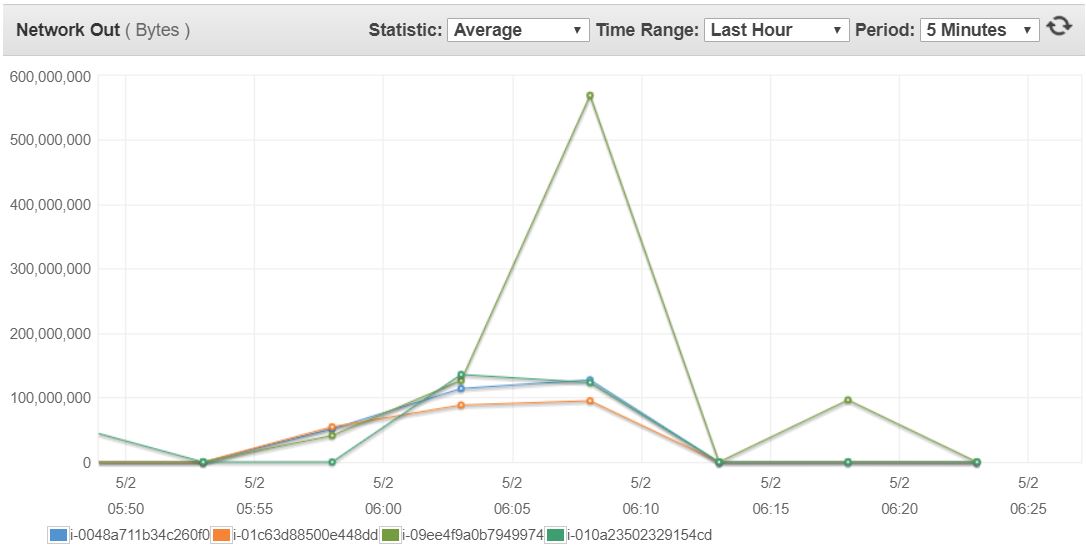 Network Out ( Bytes ) Statistic: Average Time Range: Last Hour Period: 5 Minutes
600,000,000
500,000,000
400,000,000
300,000,000
200,000,000
100,000,000
0
5/2 5/2 5/2 5/2 5/2 5/2 5/2 5/2
05:50 05:55 06:00 06:05 06:10 06:15 06:20 06:25
i-0048a711b34c260f0 i-01c63d88500e448dd i-09ee4f9a0b7949974 i-010a23502329154cd